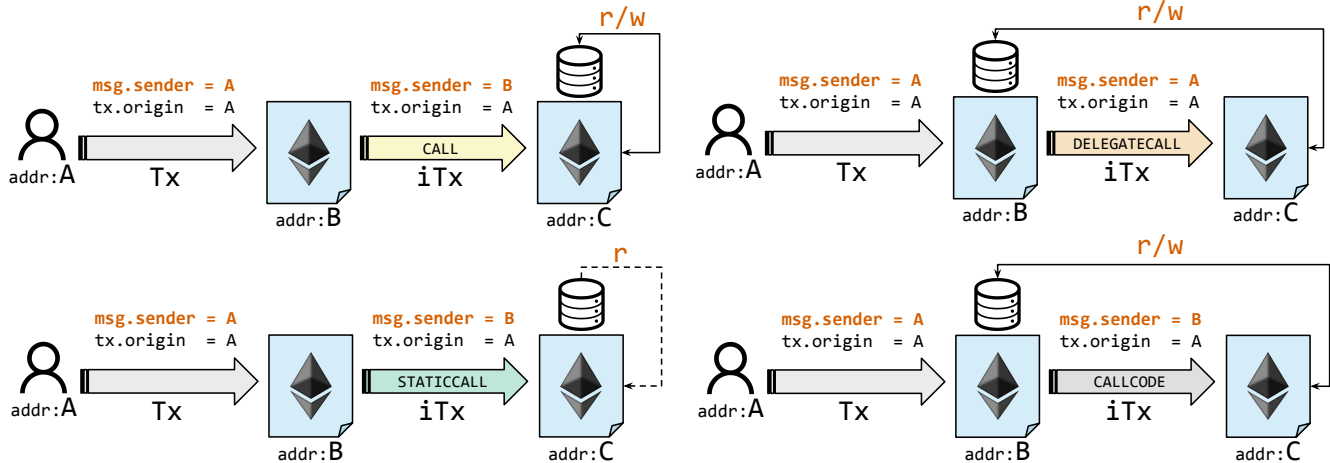 r/w
msg.sender = A
tx.origin  = A
msg.sender = B
tx.origin  = A
CALL
addr:A
Tx
iTx
addr:B
addr:C
r/w
msg.sender = A
tx.origin  = A
msg.sender = A
tx.origin  = A
DELEGATECALL
addr:A
Tx
iTx
addr:B
addr:C
r
msg.sender = A
tx.origin  = A
msg.sender = B
tx.origin  = A
STATICCALL
addr:A
Tx
iTx
addr:B
addr:C
r/w
msg.sender = A
tx.origin  = A
msg.sender = B
tx.origin  = A
CALLCODE
addr:A
Tx
iTx
addr:B
addr:C